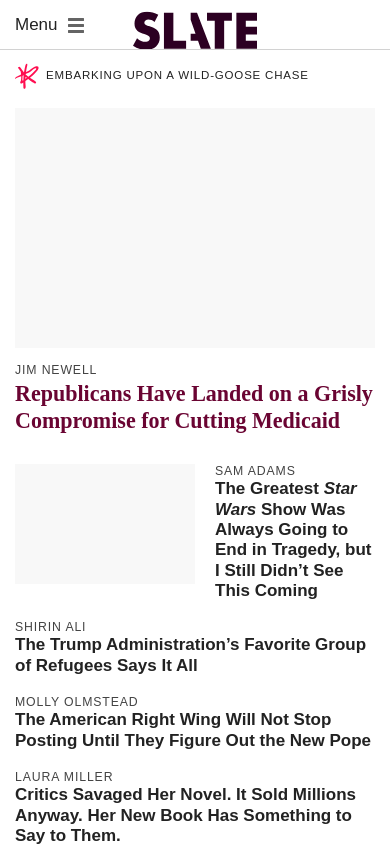 Menu
SLATE
EMBARKING UPON A WILD-GOOSE CHASE
JIM NEWELL
Republicans Have Landed on a Grisly
Compromise for Cutting Medicaid
SAM ADAMS
The Greatest Star
Wars Show Was
Always Going to
End in Tragedy, but
I Still Didn’t See
This Coming
SHIRIN ALI
The Trump Administration’s Favorite Group
of Refugees Says It All
MOLLY OLMSTEAD
The American Right Wing Will Not Stop
Posting Until They Figure Out the New Pope
LAURA MILLER
Critics Savaged Her Novel. It Sold Millions
Anyway. Her New Book Has Something to
Say to Them.